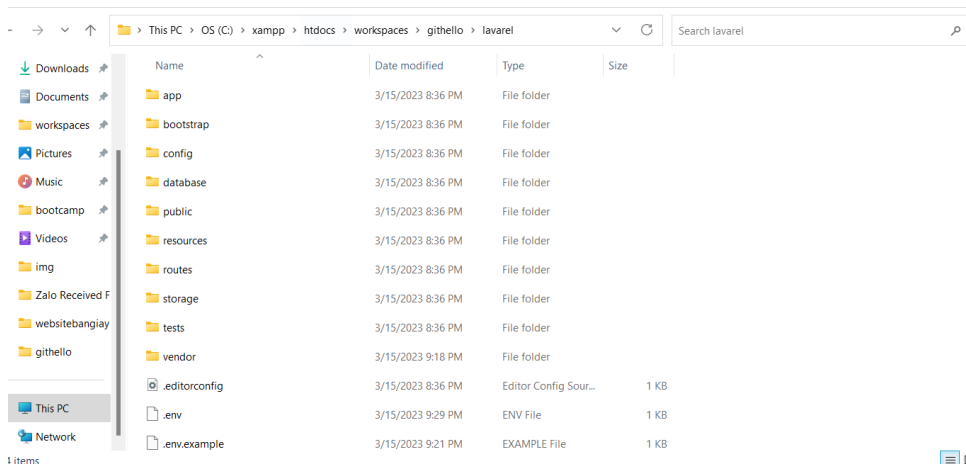 This PC > OS (C:) > xampp > htdocs > workspaces > githello > lavarel
Search lavarel
Name Date modified Type Size
Downloads
Documents
workspaces
Pictures
Music
bootcamp
Videos
img
Zalo Received F
websitebangiay
githello
This PC
Network
items
app 3/15/2023 8:36 PM File folder
bootstrap 3/15/2023 8:36 PM File folder
config 3/15/2023 8:36 PM File folder
database 3/15/2023 8:36 PM File folder
public 3/15/2023 8:36 PM File folder
resources 3/15/2023 8:36 PM File folder
routes 3/15/2023 8:36 PM File folder
storage 3/15/2023 8:36 PM File folder
tests 3/15/2023 8:36 PM File folder
vendor 3/15/2023 9:18 PM File folder
.editorconfig 3/15/2023 8:36 PM Editor Config Sour... 1 KB
.env 3/15/2023 9:29 PM ENV File 1 KB
.env.example 3/15/2023 9:21 PM EXAMPLE File 1 KB